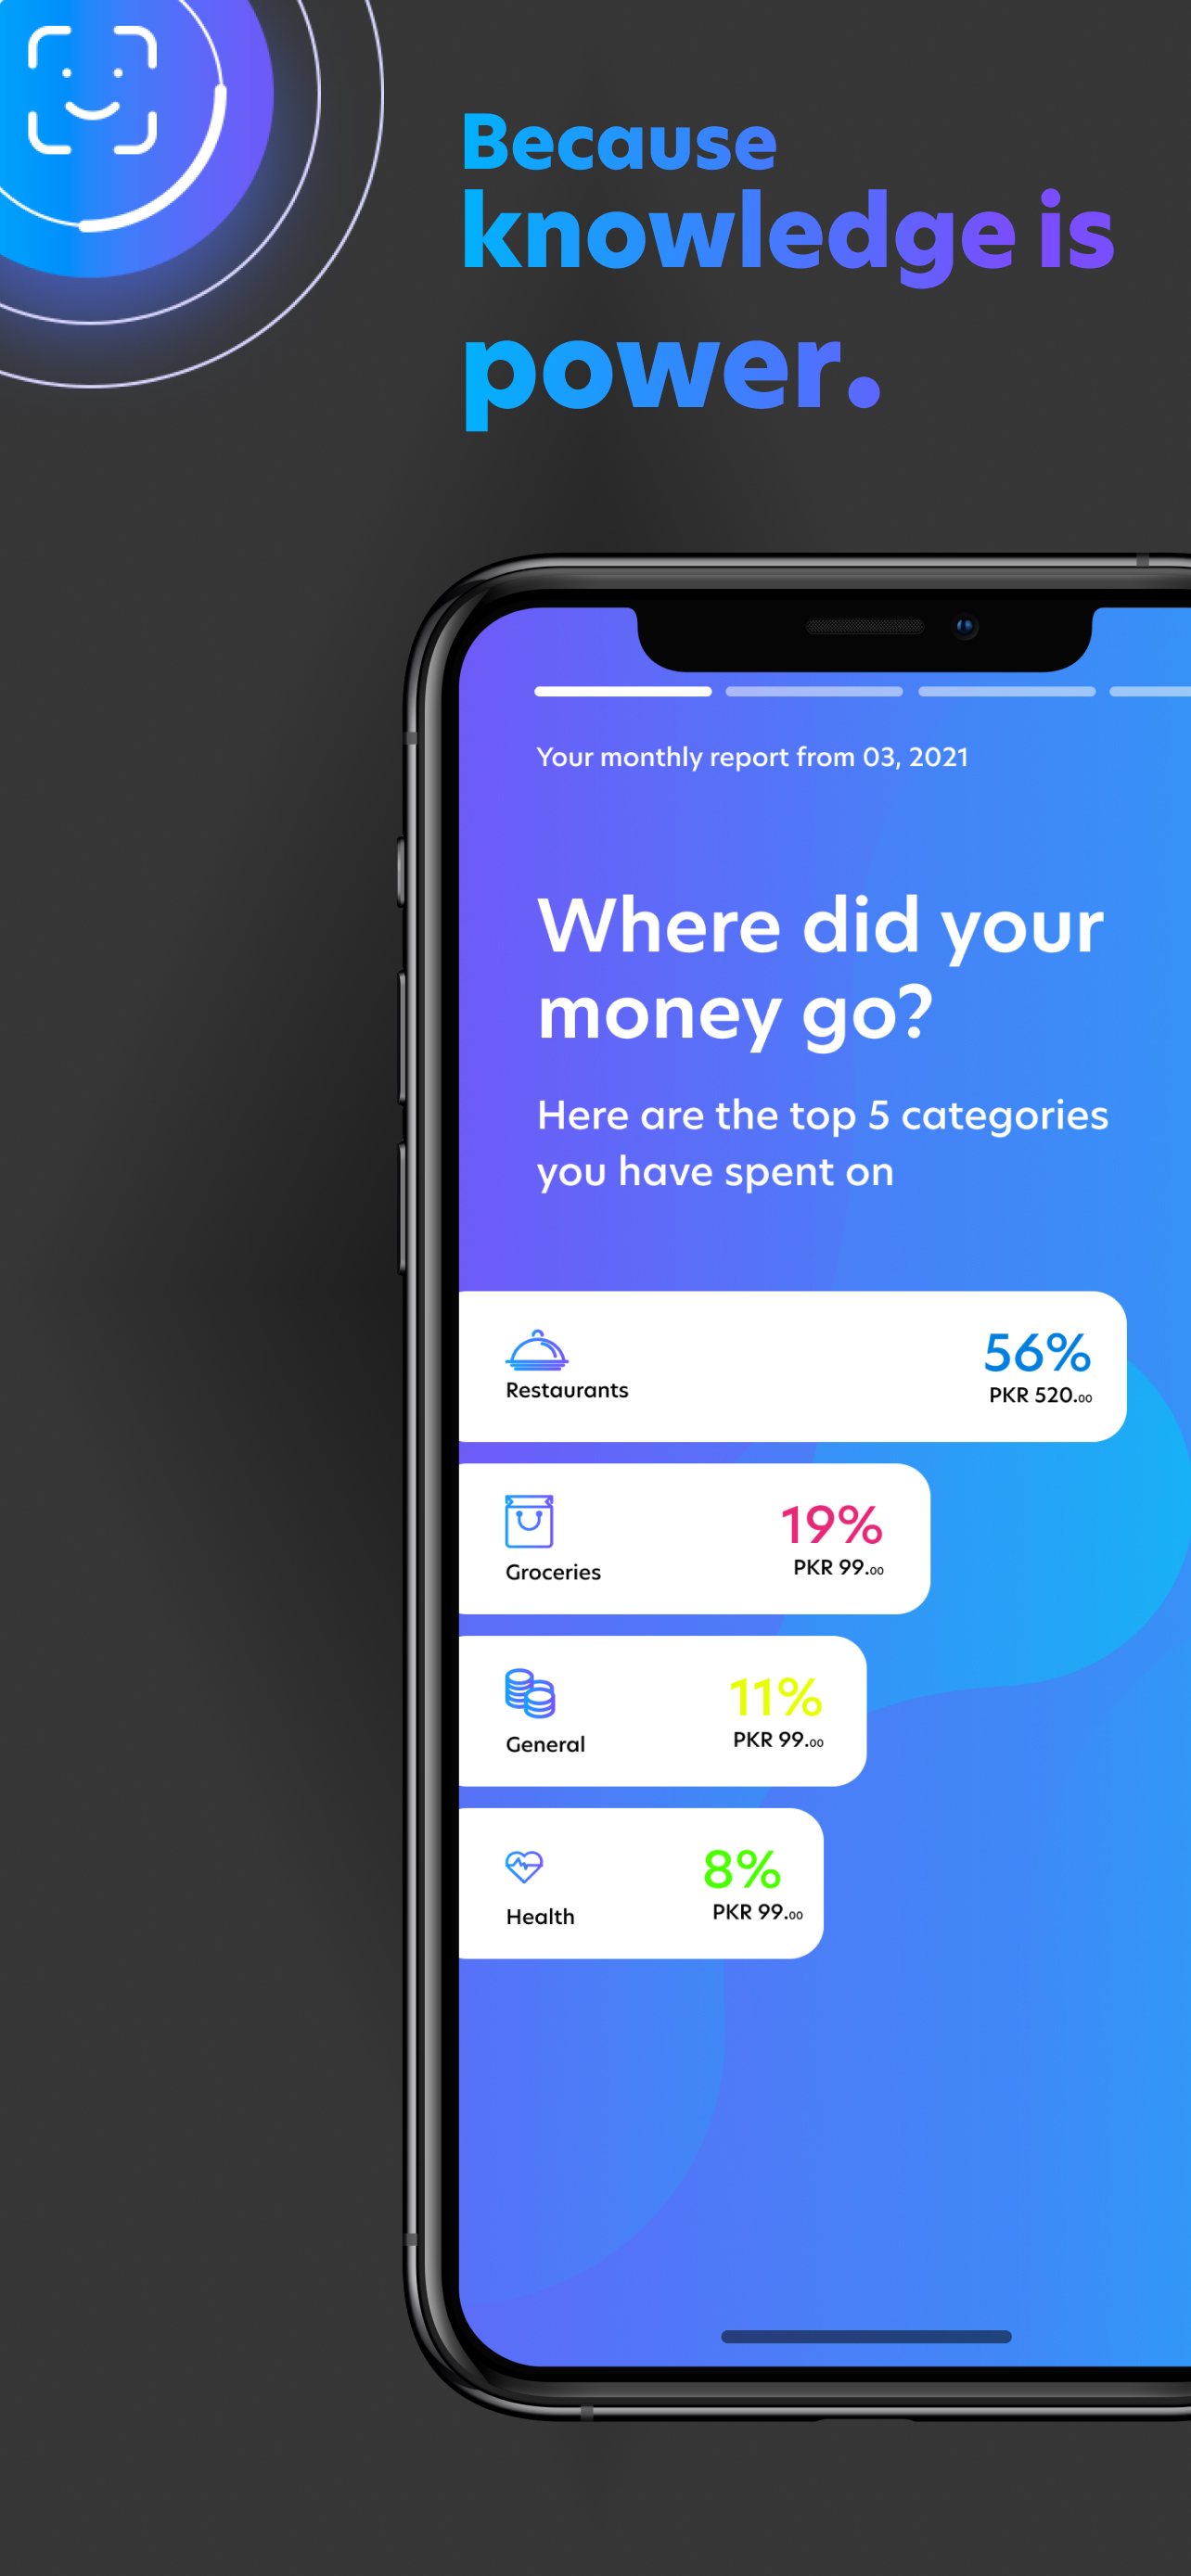 Because
knowledge is
power.
Your monthly report from 03, 2021
Where did your
money go?
Here are the top 5 categories
you have spent on
56%
Restaurants
PKR 520.00
19%
Groceries
PKR 99.00
11%
General
PKR 99.00
8%
Health
PKR 99.00